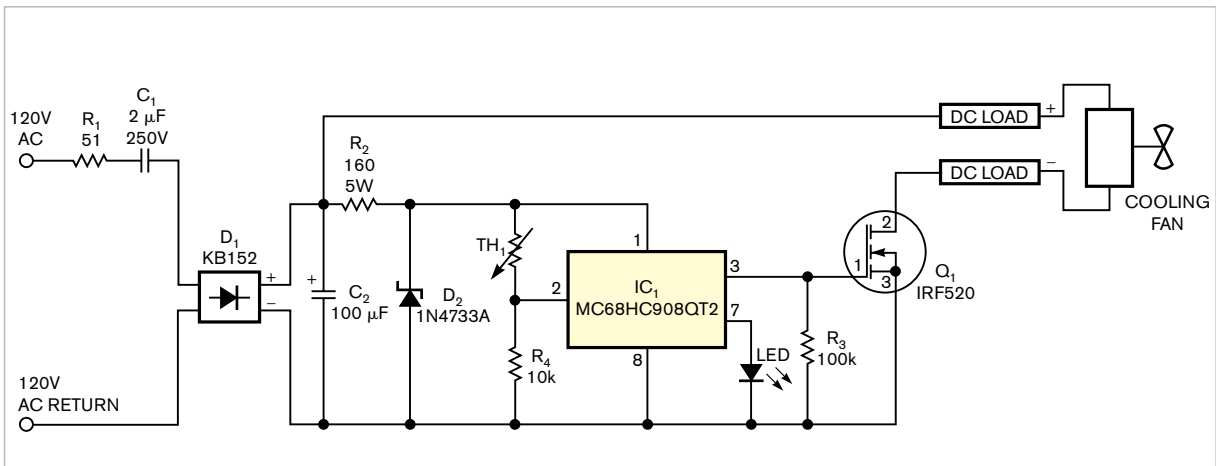 120V
AC
R1
51
C1
2 µF
250V
D1
KB152
+
−
120V
AC RETURN
+
C2
100 µF
R2
160
5W
D2
1N4733A
TH1
R4
10k
1
2
IC1
MC68HC908QT2
3
7
8
LED
R3
100k
1
2
3
Q1
IRF520
DC LOAD
+
DC LOAD
−
COOLING
FAN